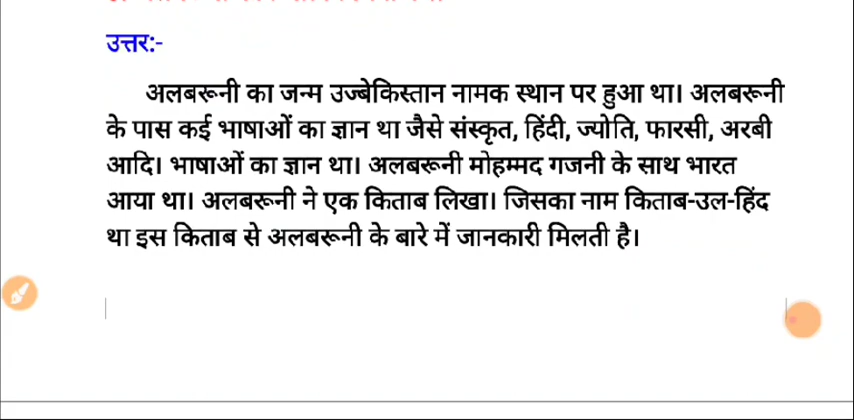 उत्तर:-
अलबरूनी का जन्म उज्बेकिस्तान नामक स्थान पर हुआ था। अलबरूनी
के पास कई भाषाओं का ज्ञान था जैसे संस्कृत, हिंदी, ज्योति, फारसी, अरबी
आदि। भाषाओं का ज्ञान था। अलबरूनी मोहम्मद गजनी के साथ भारत
आया था। अलबरूनी ने एक किताब लिखा। जिसका नाम किताब-उल-हिंद
था इस किताब से अलबरूनी के बारे में जानकारी मिलती है।